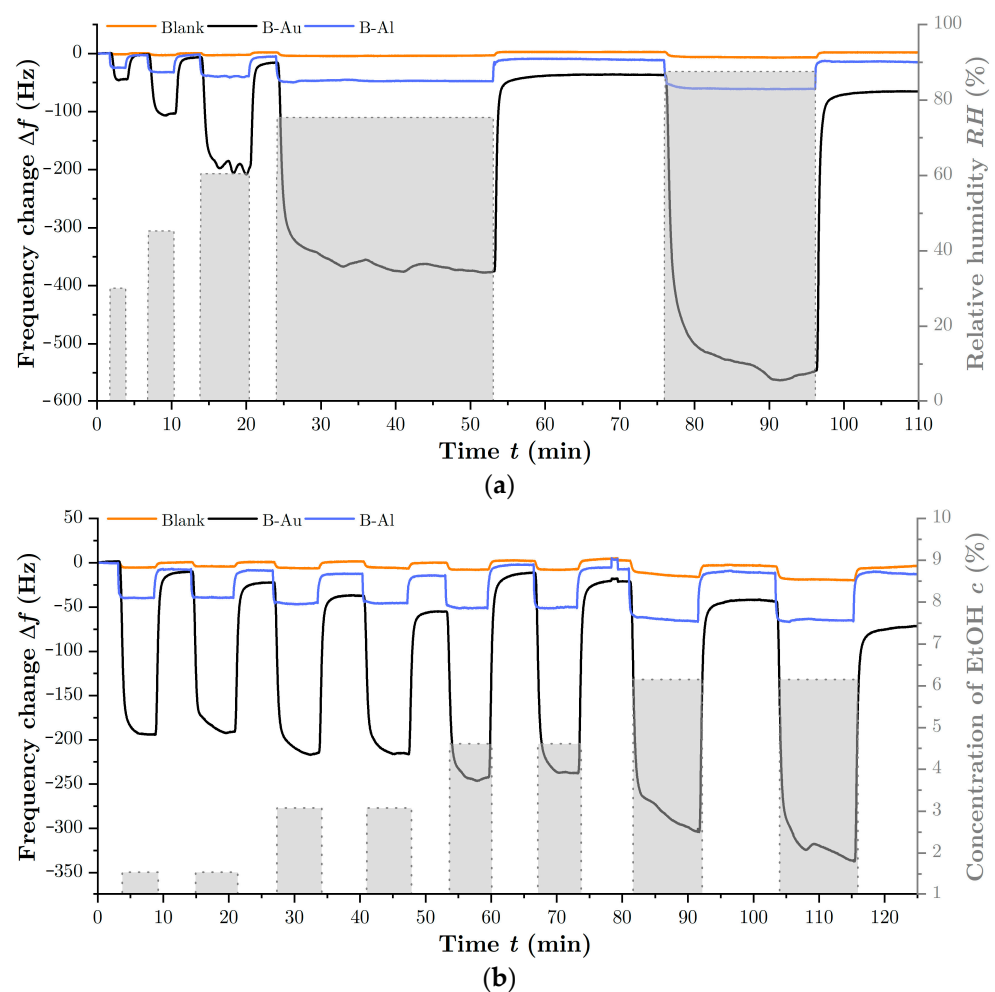 Blank B-Au B-Al
Frequency change Δf (Hz)
0
-100
-200
-300
-400
-500
-600
100
80
60
40
20
0
Relative humidity RH (%)
0 10 20 30 40 50 60 70 80 90 100 110
Time t (min)
(a)
Blank B-Au B-Al
Frequency change Δf (Hz)
50
0
-50
-100
-150
-200
-250
-300
-350
10
9
8
7
6
5
4
3
2
1
Concentration of EtOH c (%)
0 10 20 30 40 50 60 70 80 90 100 110 120
Time t (min)
(b)